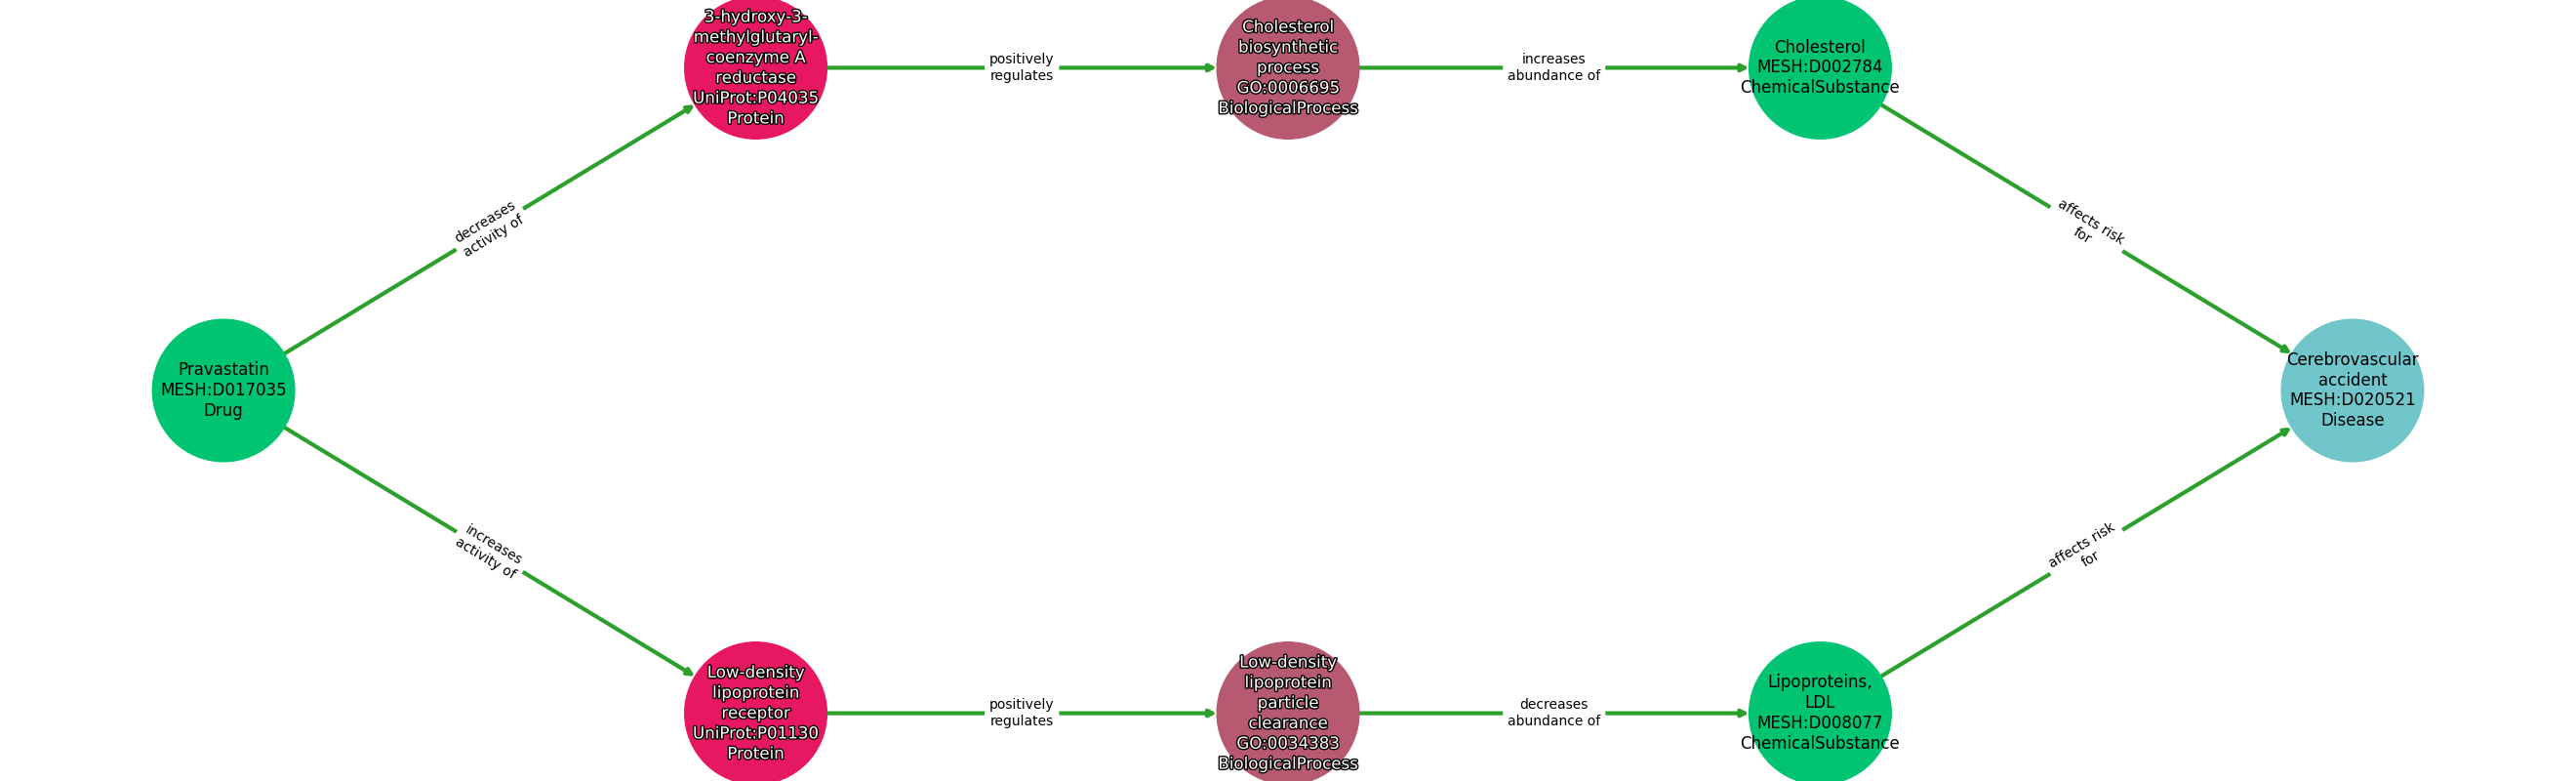 3-hydroxy-3-
methylglutaryl-
coenzyme A
reductase
UniProt:P04035
Protein
positively
regulates
Cholesterol
biosynthetic
process
GO:0006695
BiologicalProcess
increases
abundance of
Cholesterol
MESH:D002784
ChemicalSubstance
decreases
activity of
affects risk
for
Pravastatin
MESH:D017035
Drug
Cerebrovascular
accident
MESH:D020521
Disease
increases
activity of
affects risk
for
Low-density
lipoprotein
receptor
UniProt:P01130
Protein
positively
regulates
Low-density
lipoprotein
particle
clearance
GO:0034383
BiologicalProcess
decreases
abundance of
Lipoproteins,
LDL
MESH:D008077
ChemicalSubstance